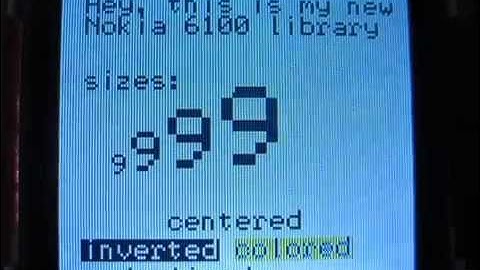 Hey, this is my new
Nokia 6100 library
sizes:
9999
centered
inverted colored